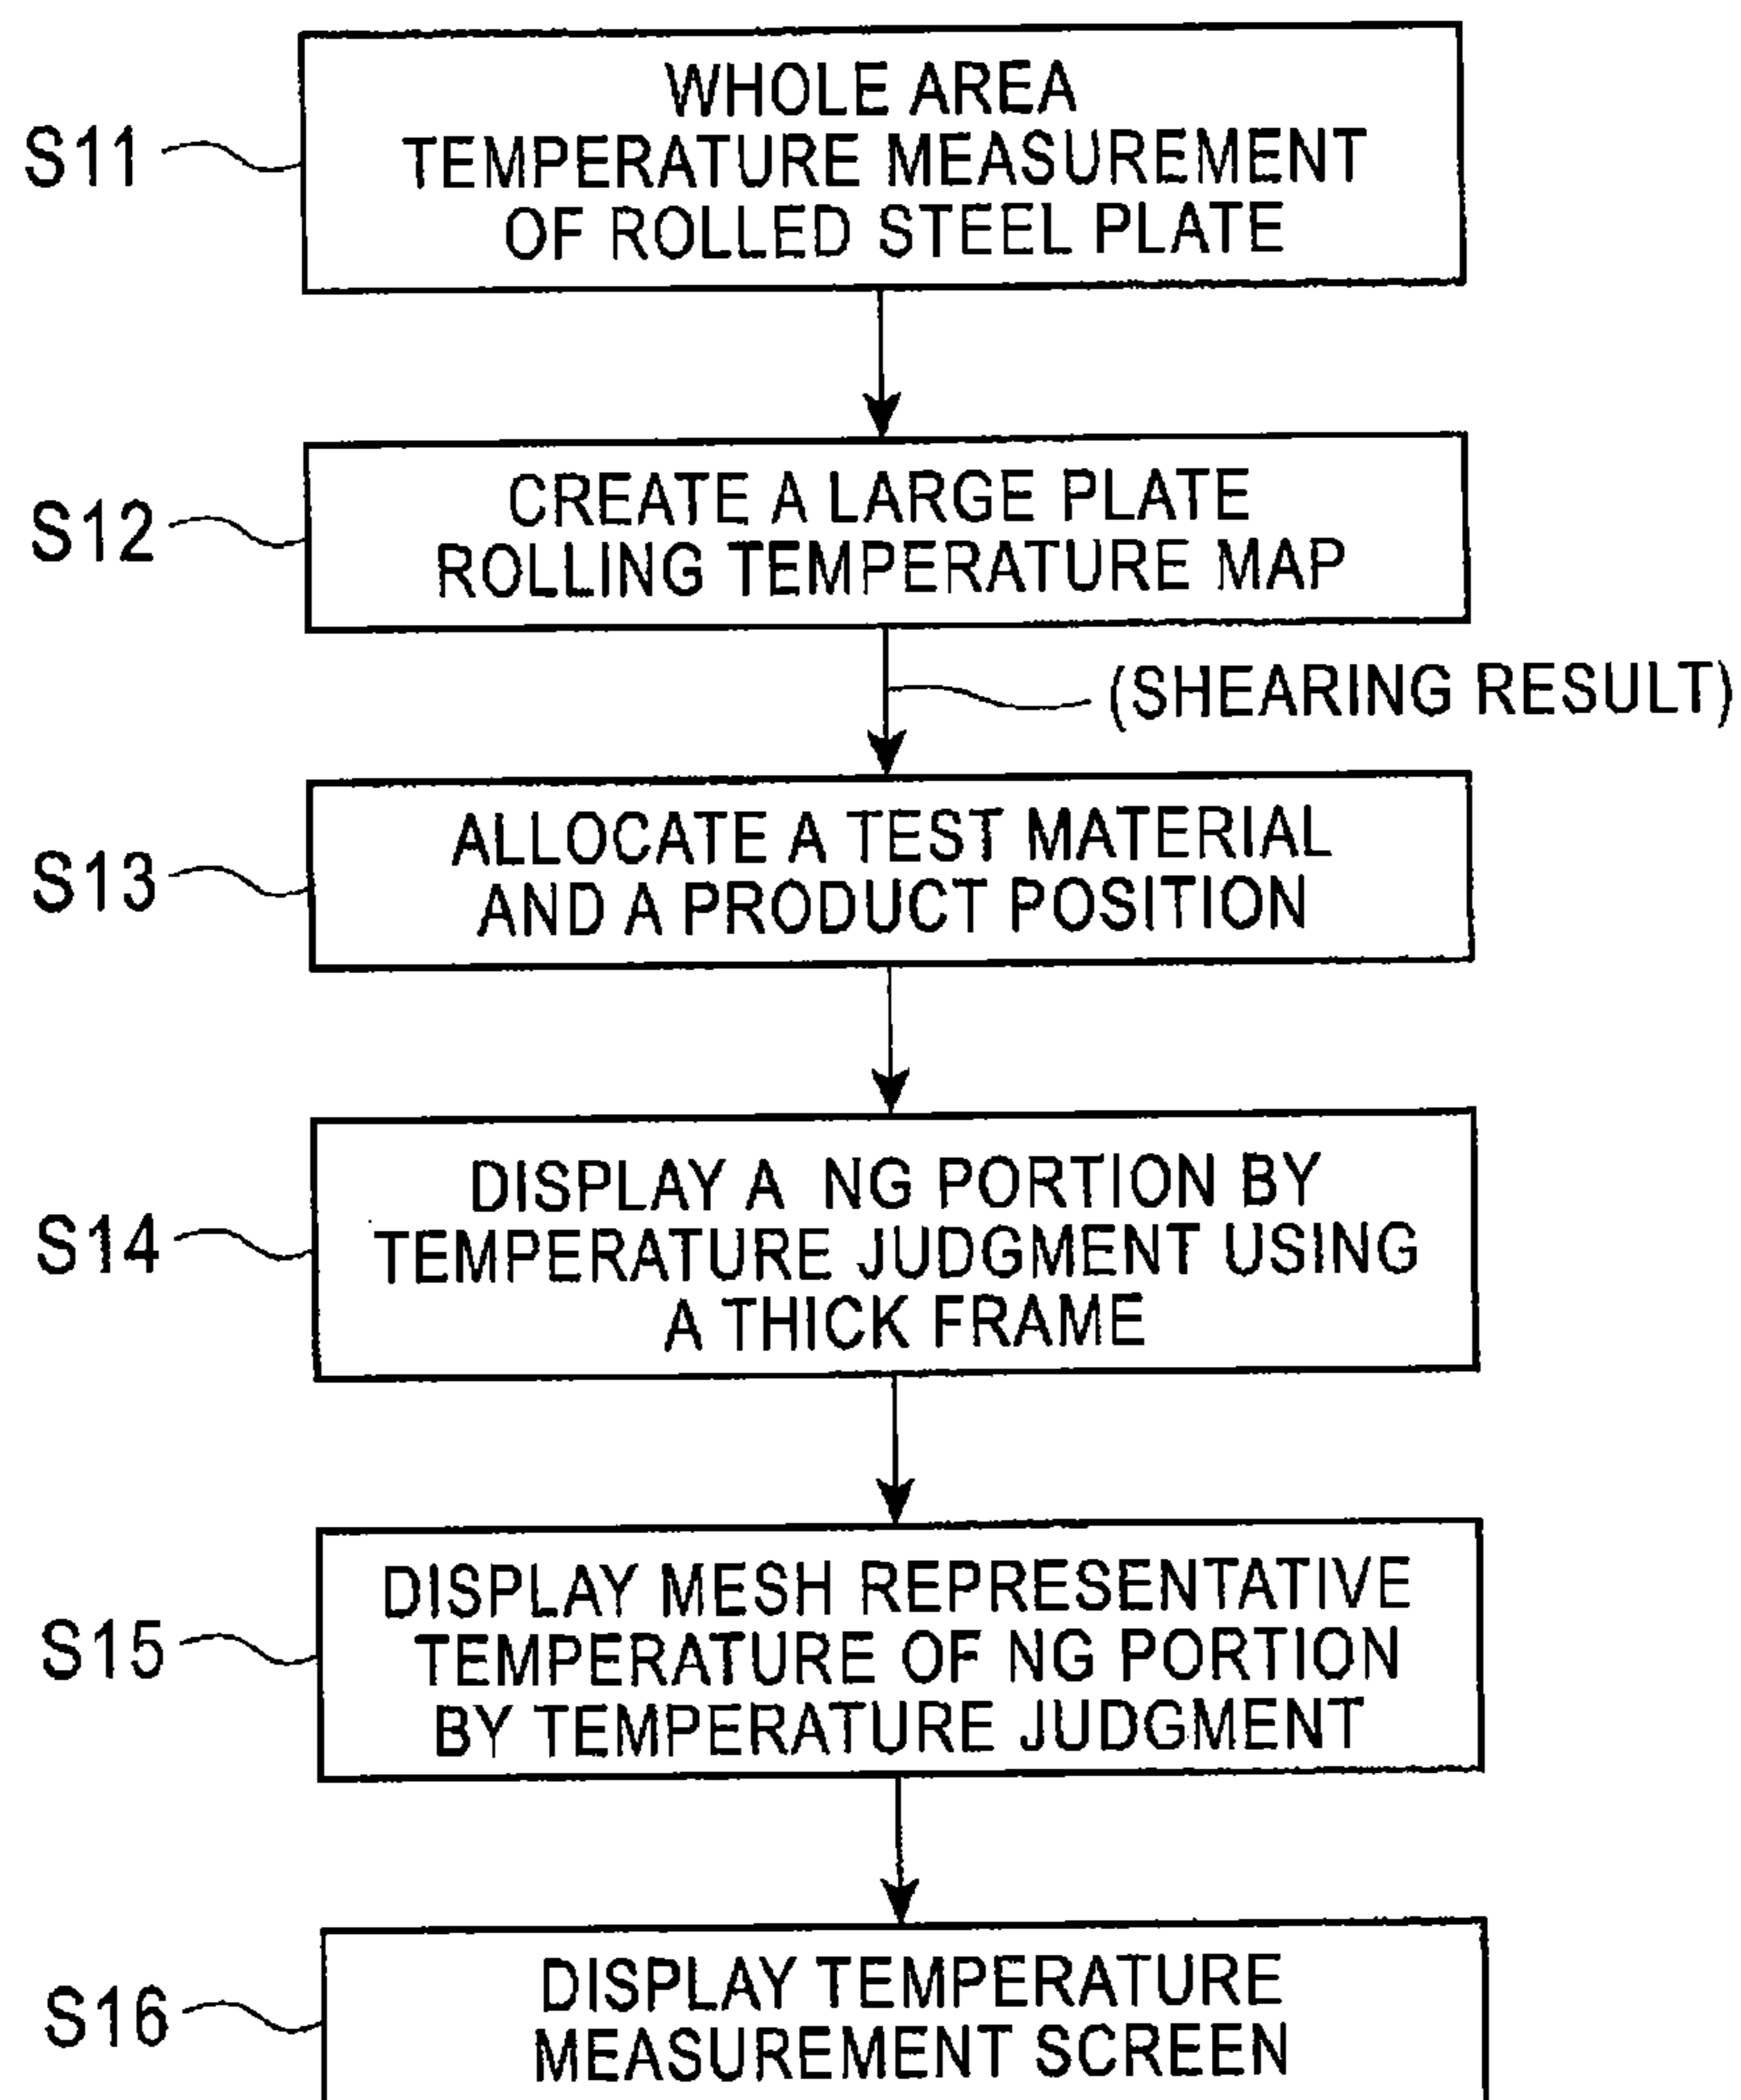 S11
WHOLE AREA
TEMPERATURE MEASUREMENT
OF ROLLED STEEL PLATE
S12
CREATE A LARGE PLATE
ROLLING TEMPERATURE MAP
(SHEARING RESULT)
S13
ALLOCATE A TEST MATERIAL
AND A PRODUCT POSITION
S14
DISPLAY A NG PORTION BY
TEMPERATURE JUDGMENT USING
A THICK FRAME
S15
DISPLAY MESH REPRESENTATIVE
TEMPERATURE OF NG PORTION
BY TEMPERATURE JUDGMENT
S16
DISPLAY TEMPERATURE
MEASUREMENT SCREEN